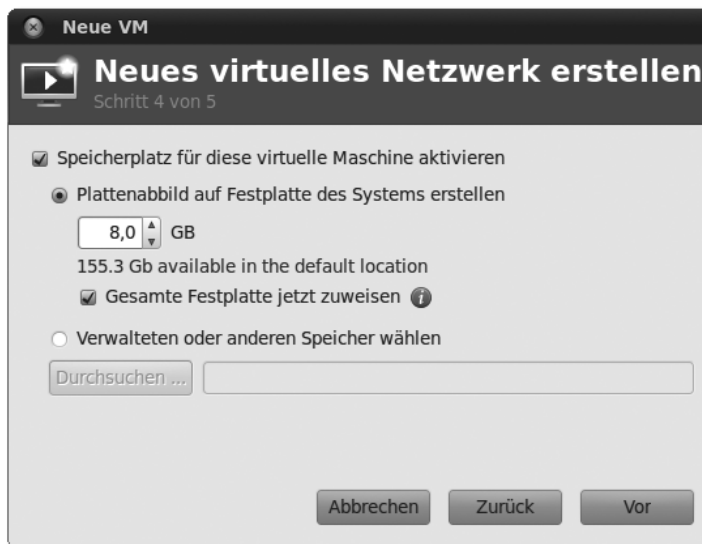 Neue VM
Neues virtuelles Netzwerk erstellen
Schritt 4 von 5
Speicherplatz für diese virtuelle Maschine aktivieren
Plattenabbild auf Festplatte des Systems erstellen
8,0 GB
155.3 Gb available in the default location
Gesamte Festplatte jetzt zuweisen i
Verwalteten oder anderen Speicher wählen
Durchsuchen ...
Abbrechen Zurück Vor